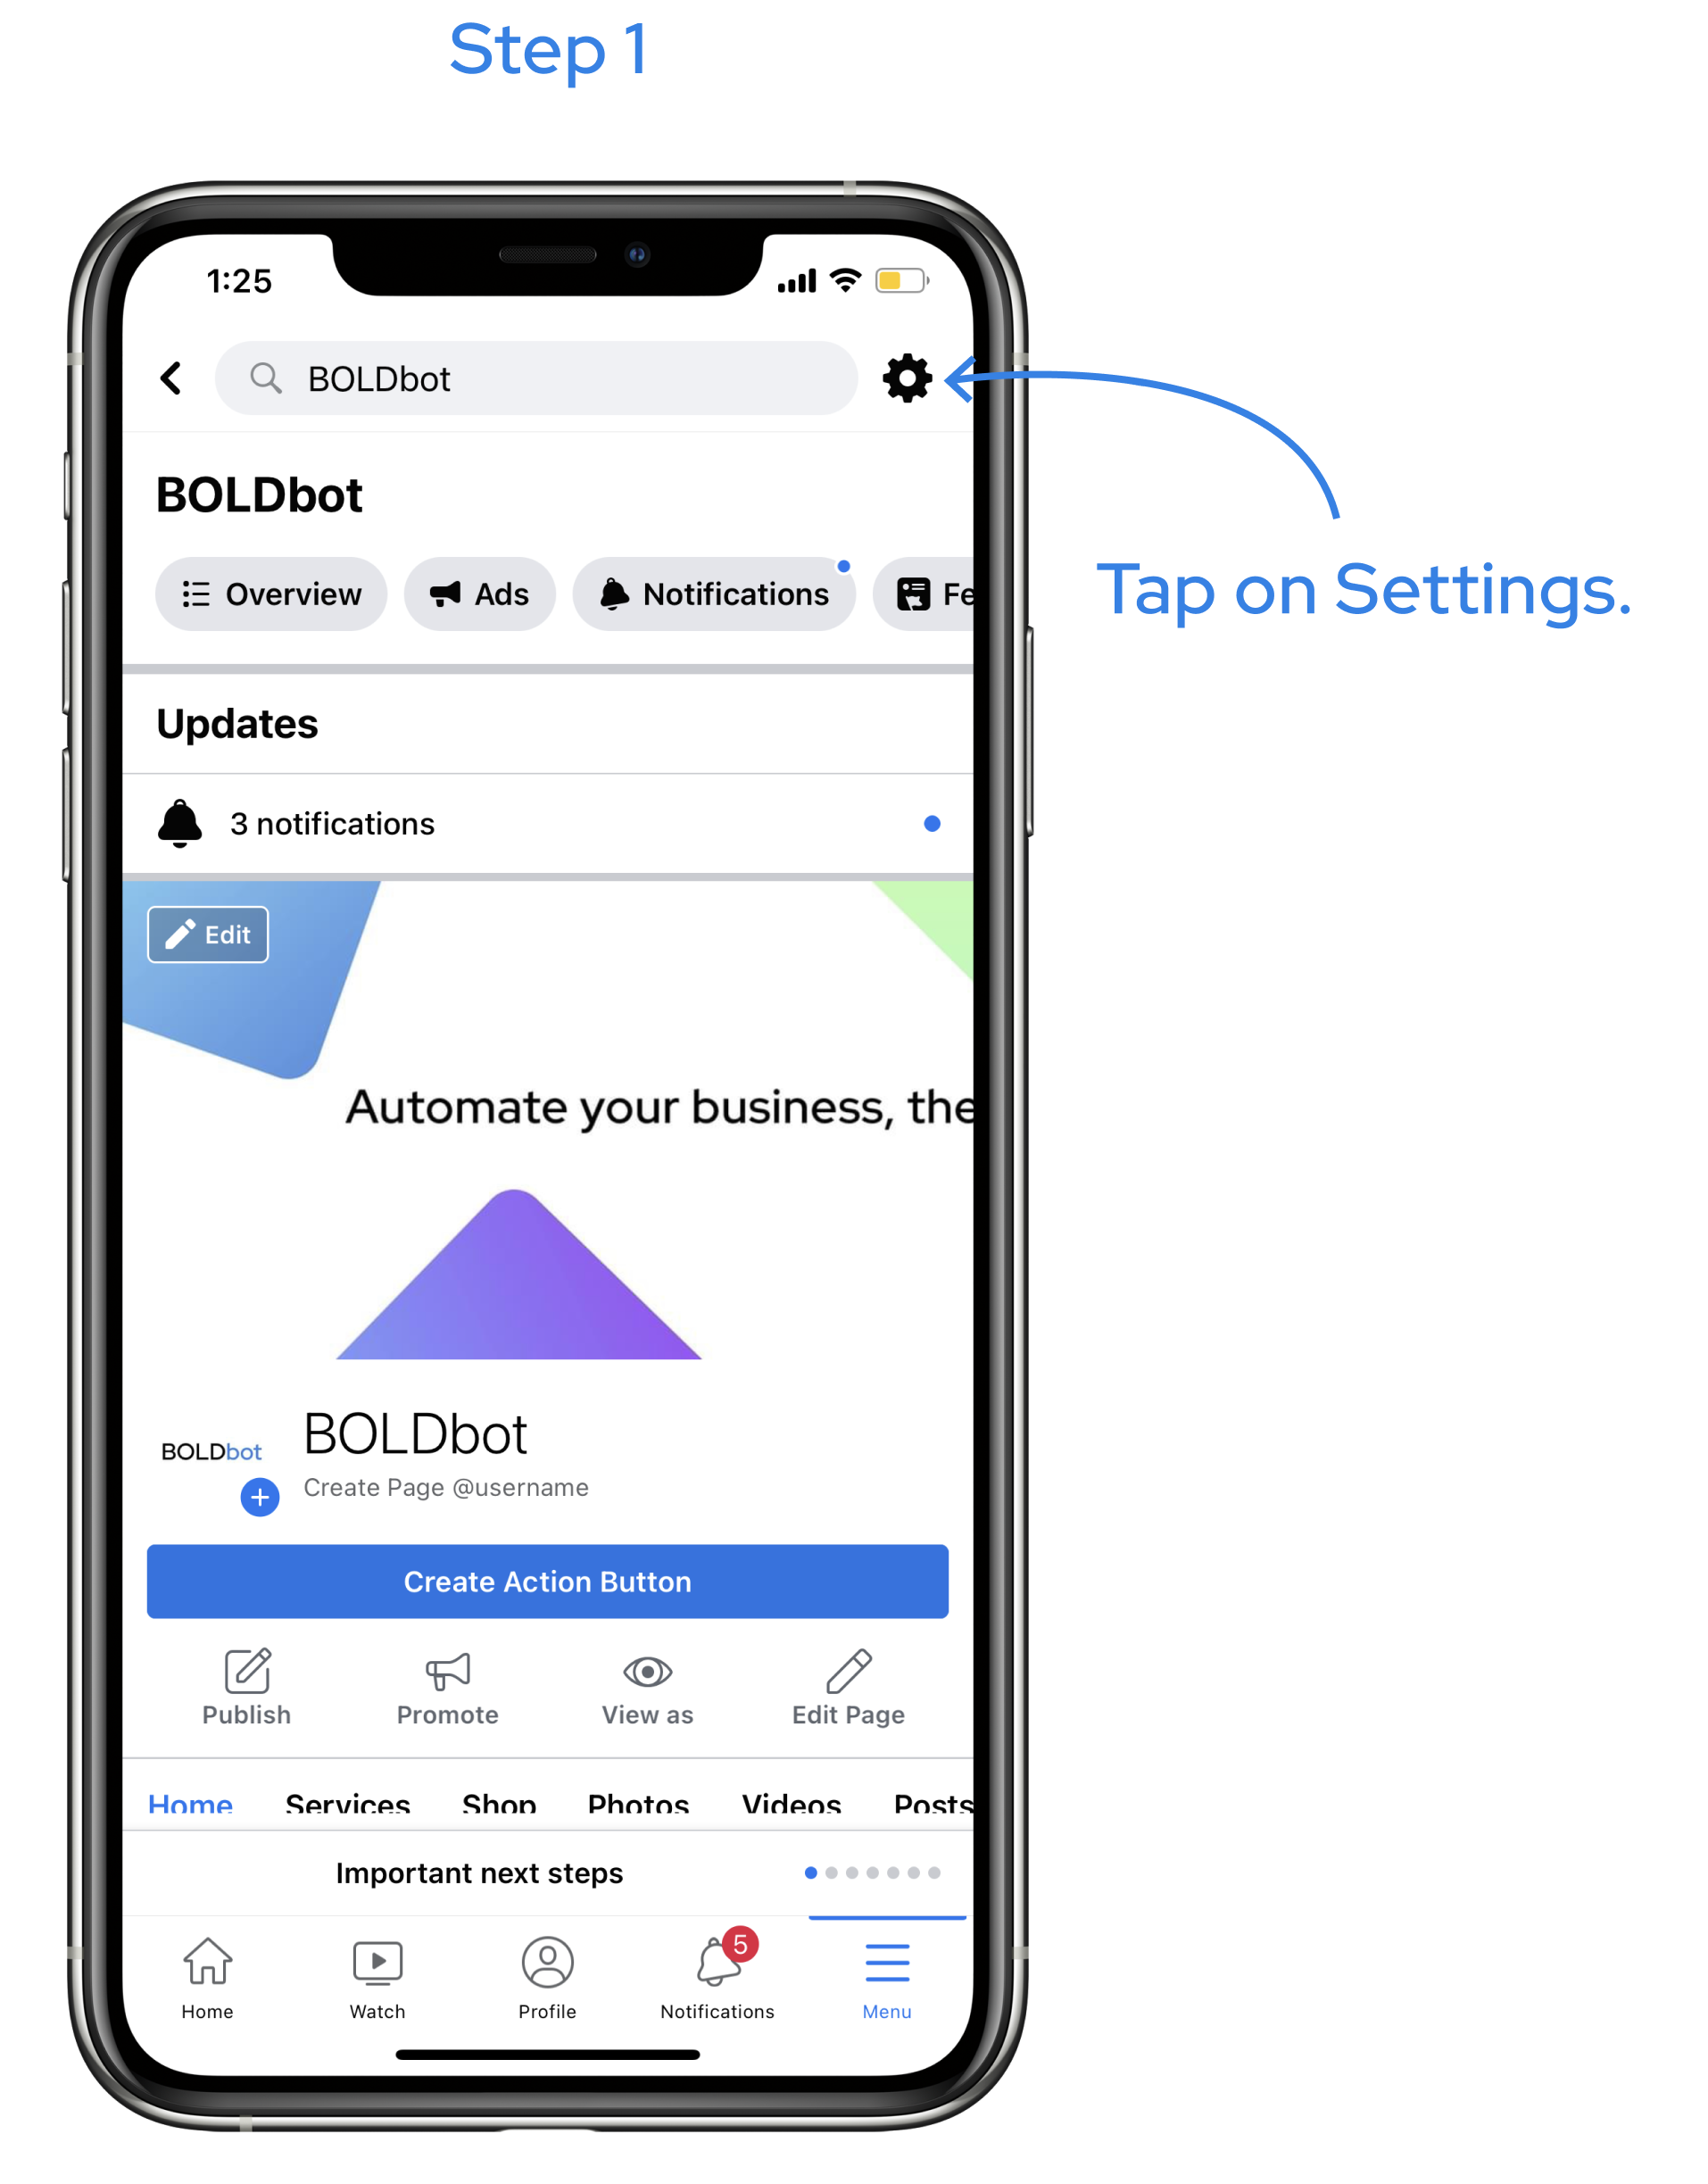 Step 1
1:25
BOLDbot
BOLDbot
Overview Ads Notifications Fe
Tap on Settings.
Updates
3 notifications
Edit
Automate your business, the
BOLDbot
BOLDbot
Create Page @username
Create Action Button
Publish Promote View as Edit Page
Home Services Shop Photos Videos Posts
Important next steps
5
Home Watch Profile Notifications Menu